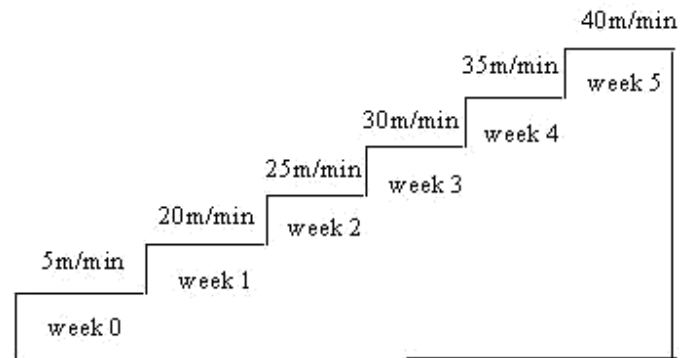 40m/min
35m/min
week 5
30m/min
week 4
25m/min
week 3
20m/min
week 2
5m/min
week 1
week 0